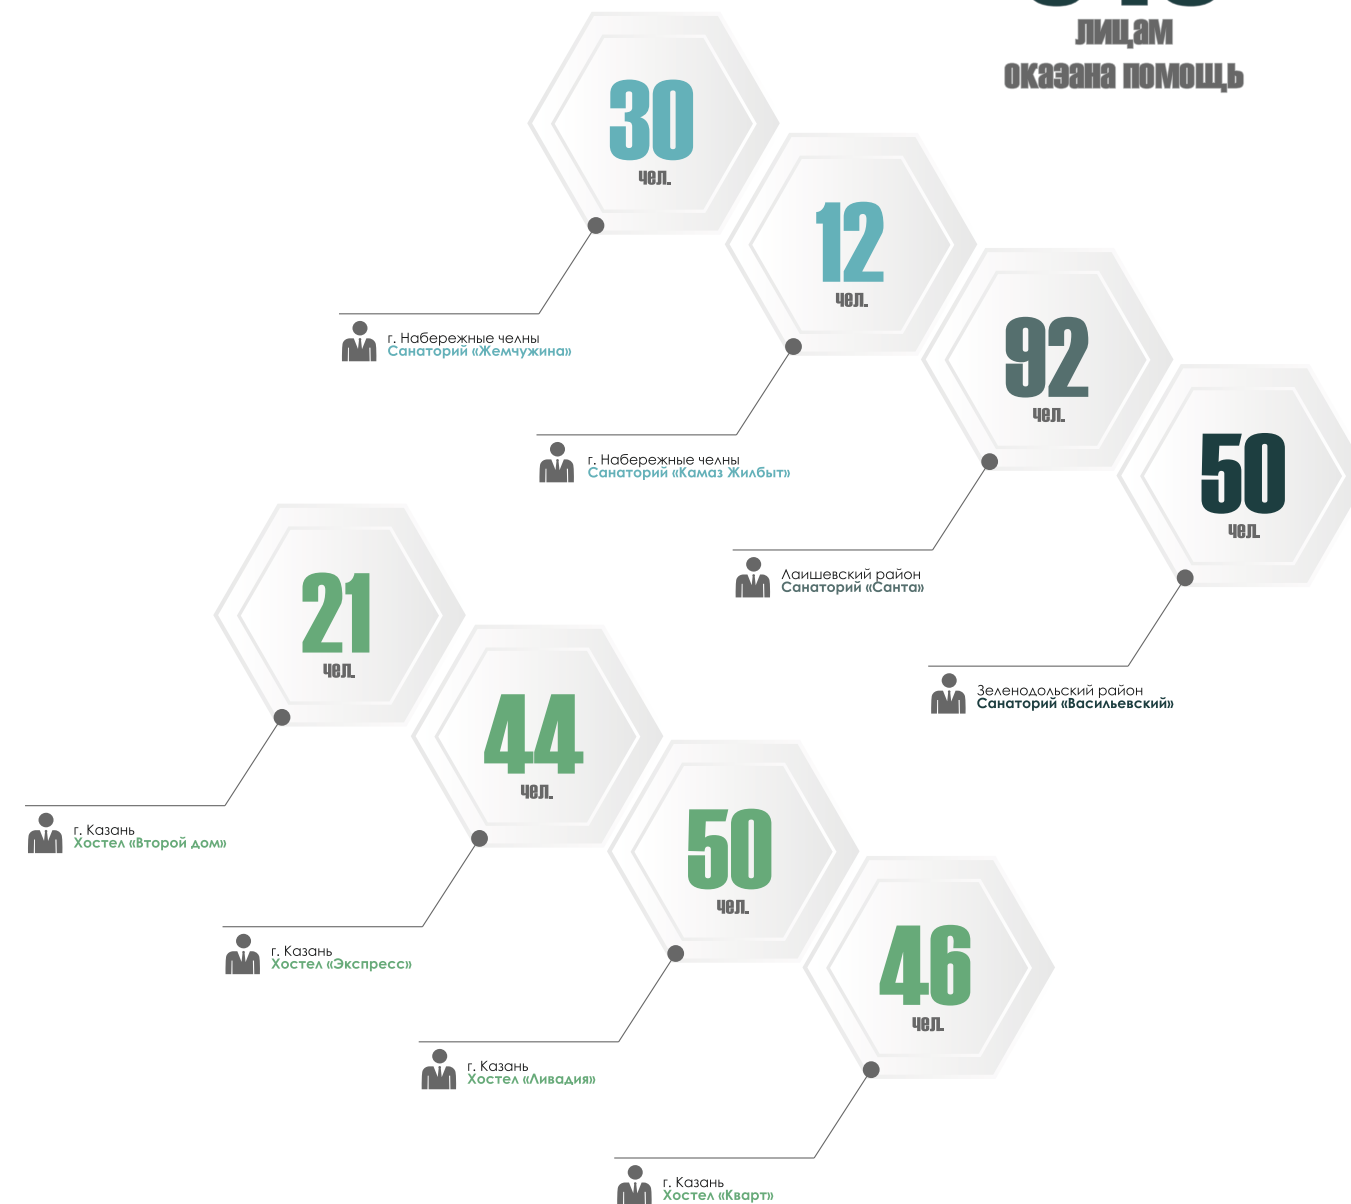 лицам
оказана помощь
30
чел.
г. Набережные челны
Санаторий «Жемчужина»
12
чел.
г. Набережные челны
Санаторий «Камаз Жилбыт»
92
чел.
Лаишевский район
Санаторий «Санта»
50
чел.
Зеленодольский район
Санаторий «Васильевский»
21
чел.
г. Казань
Хостел «Второй дом»
44
чел.
г. Казань
Хостел «Экспресс»
50
чел.
г. Казань
Хостел «Ливадия»
46
чел.
г. Казань
Хостел «Кварт»